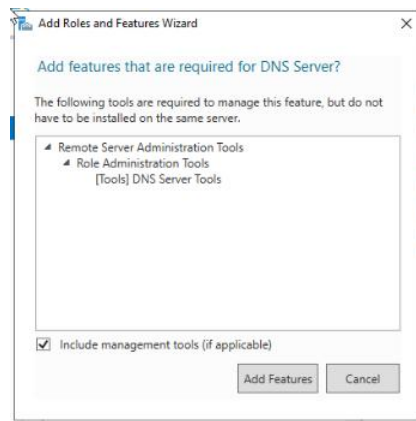 Add Roles and Features Wizard
Add features that are required for DNS Server?
The following tools are required to manage this feature, but do not
have to be installed on the same server.
Remote Server Administration Tools
Role Administration Tools
[Tools] DNS Server Tools
Include management tools (if applicable)
Add Features
Cancel